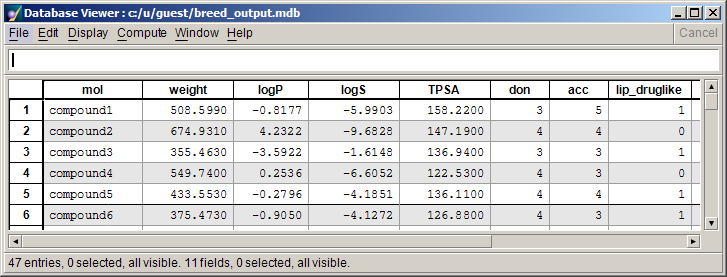 Database Viewer : c:/u/guest/breed_output.mdb
File Edit Display Compute Window Help Cancel
mol weight logP logS TPSA don acc lip_druglike
1 compound1 508.5990 -0.8177 -5.9903 158.2200 3 5 1
2 compound2 674.9310 4.2322 -9.6828 147.1900 4 4 0
3 compound3 355.4630 -3.5922 -1.6148 136.9400 3 3 1
4 compound4 549.7400 0.2536 -6.6052 122.5300 4 3 0
5 compound5 433.5530 -0.2796 -4.1851 136.1100 4 4 1
6 compound6 375.4730 -0.9050 -4.1272 126.8800 4 3 1
47 entries, 0 selected, all visible. 11 fields, 0 selected, all visible.